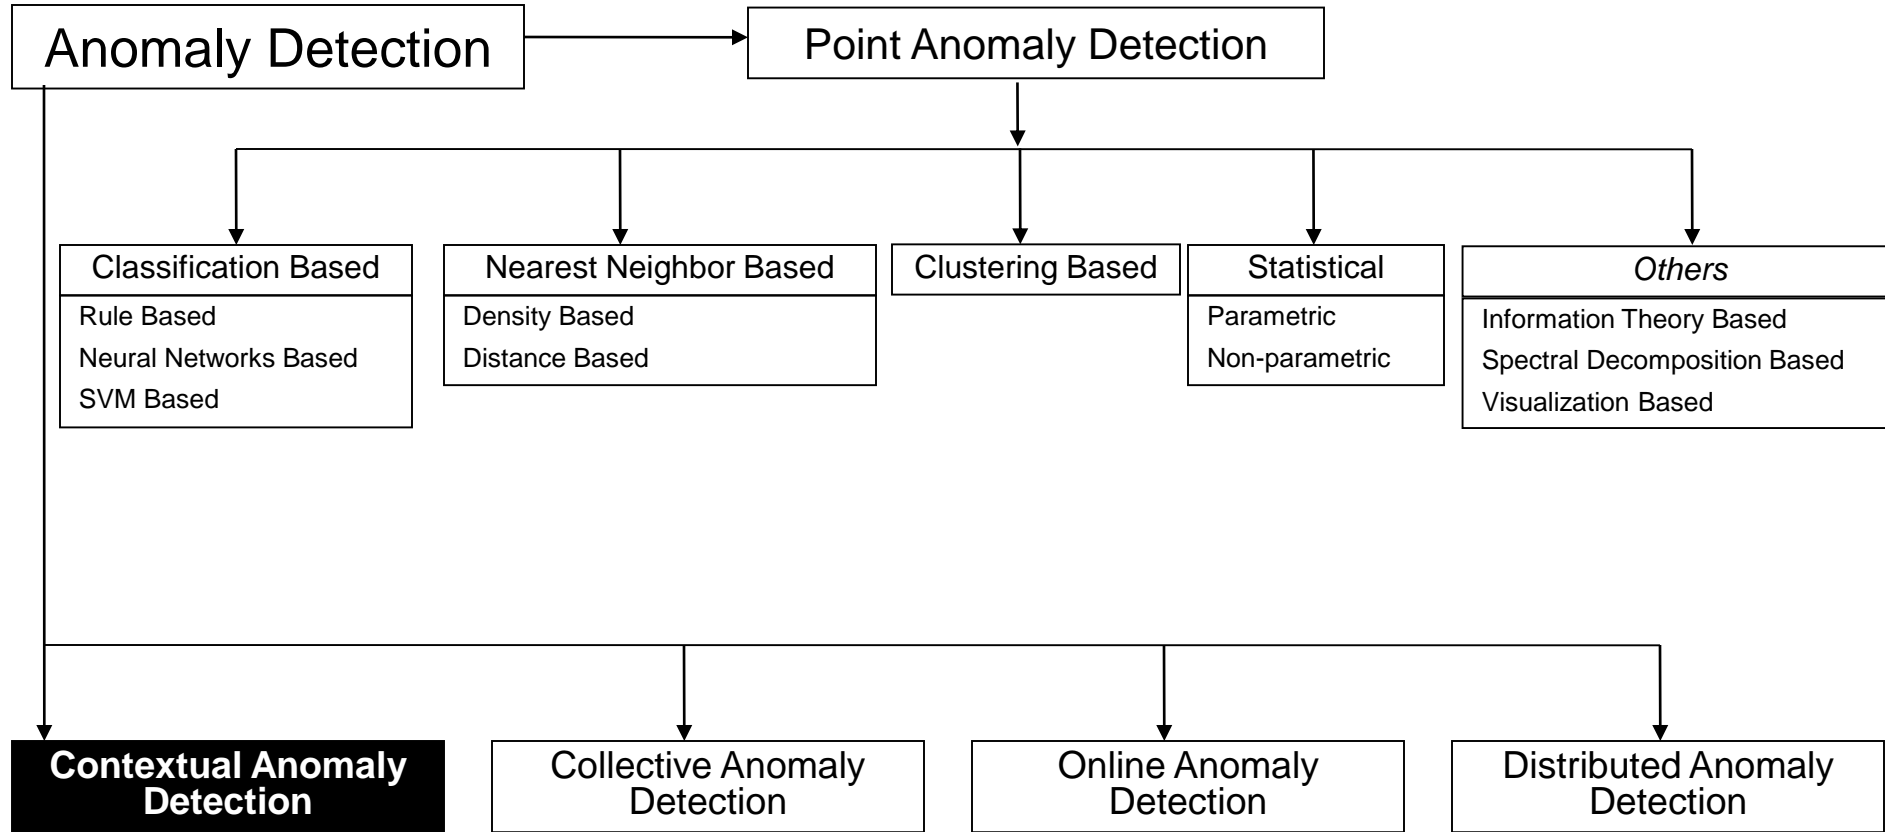 Anomaly Detection
Point Anomaly Detection
Classification Based
Rule Based
Neural Networks Based
SVM Based
Nearest Neighbor Based
Density Based
Distance Based
Clustering Based
Statistical
Parametric
Non-parametric
Others
Information Theory Based
Spectral Decomposition Based
Visualization Based
Contextual Anomaly
Detection
Collective Anomaly
Detection
Online Anomaly
Detection
Distributed Anomaly
Detection